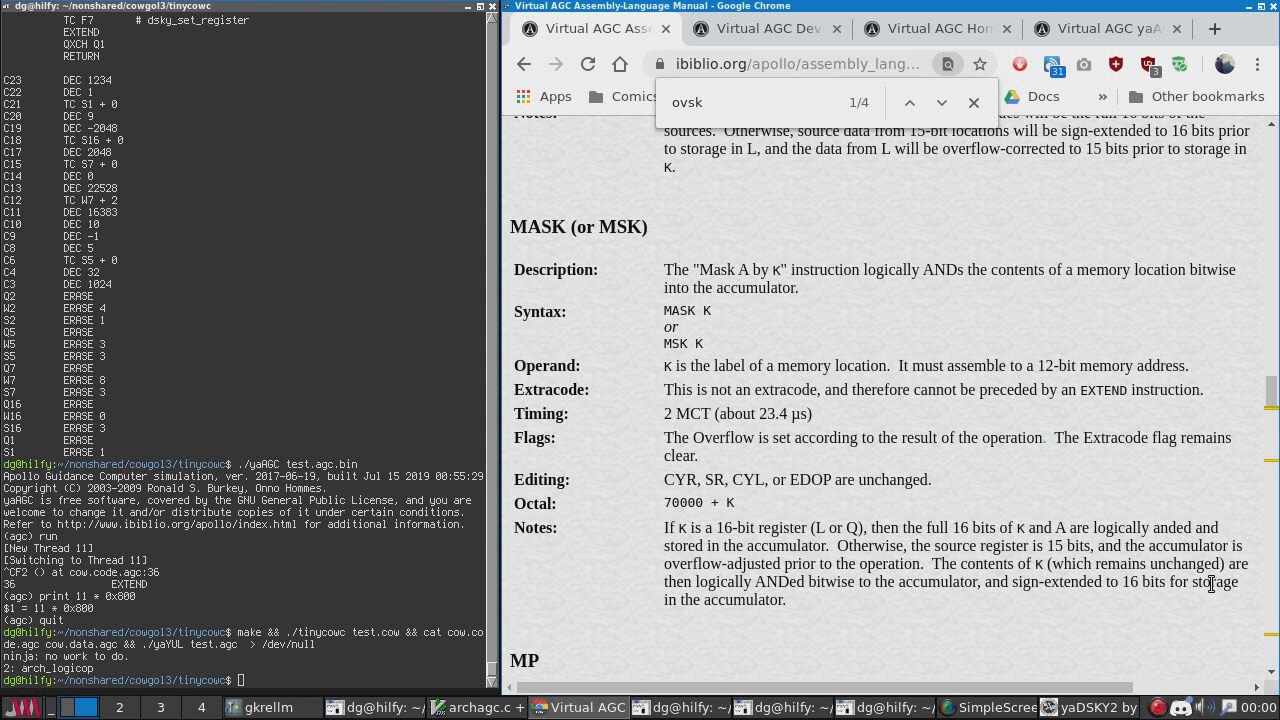 dg@hilfy:~/nonshared/cowgol3/tinycowc
TC F7 # dsky_set_register
EXTEND
QXCH Q1
RETURN
C23 DEC 1234
C22 DEC 1
C21 TC S1 + 0
C20 DEC 9
C19 DEC -2048
C18 TC S16 + 0
C17 DEC 2048
C15 TC S7 + 0
C14 DEC 0
C13 DEC 22528
C12 TC W7 + 2
C11 DEC 16383
C10 DEC 10
C9 DEC -1
C8 DEC 5
C6 TC S5 + 0
C4 DEC 32
C3 DEC 1024
Q2 ERASE
W2 ERASE 4
S2 ERASE 1
Q5 ERASE
W5 ERASE 3
S5 ERASE 3
Q7 ERASE
W7 ERASE 8
S7 ERASE 3
Q16 ERASE
W16 ERASE 0
S16 ERASE 3
Q1 ERASE
S1 ERASE 1
dg@hilfy:~/nonshared/cowgol3/tinycowc$ ./yaAGC test.agc.bin
Apollo Guidance Computer simulation, ver. 2017-06-19, built Jul 15 2019 00:55:29
Copyright (C) 2003-2009 Ronald S. Burkey, Onno Hommes.
yaAGC is free software, covered by the GNU General Public License, and you are
welcome to change it and/or distribute copies of it under certain conditions.
Refer to http://www.ibiblio.org/apollo/index.html for additional information.
(agc) run
[New Thread 11]
[Switching to Thread 11]
^CF2 () at cow.code.agc:36
36 EXTEND
(agc) print 11 * 0x800
$1 = 11 * 0x800
(agc) quit
dg@hilfy:~/nonshared/cowgol3/tinycowc$ make && ./tinycowc test.cow && cat cow.co
de.agc cow.data.agc && ./yaYUL test.agc > /dev/null
ninja: no work to do.
2: arch_logicop
dg@hilfy:~/nonshared/cowgol3/tinycowc$
Virtual AGC Assembly-Language Manual - Google Chrome
Virtual AGC Asse
Virtual AGC Dev
Virtual AGC Hon
Virtual AGC yaA
ibiblio.org/apollo/assembly_lang...
31
3
Apps
Comics
Docs
»
Other bookmarks
ovsk 1/4
sources. Otherwise, source data from 15-bit locations will be sign-extended to 16 bits prior
to storage in L, and the data from L will be overflow-corrected to 15 bits prior to storage in
K.
MASK (or MSK)
Description: The "Mask A by K" instruction logically ANDs the contents of a memory location bitwise
into the accumulator.
Syntax: MASK K
or
MSK K
Operand: K is the label of a memory location. It must assemble to a 12-bit memory address.
Extracode: This is not an extracode, and therefore cannot be preceded by an EXTEND instruction.
Timing: 2 MCT (about 23.4 µs)
Flags: The Overflow is set according to the result of the operation. The Extracode flag remains
clear.
Editing: CYR, SR, CYL, or EDOP are unchanged.
Octal: 70000 + K
Notes: If K is a 16-bit register (L or Q), then the full 16 bits of K and A are logically anded and
stored in the accumulator. Otherwise, the source register is 15 bits, and the accumulator is
overflow-adjusted prior to the operation. The contents of K (which remains unchanged) are
then logically ANDed bitwise to the accumulator, and sign-extended to 16 bits for storage
in the accumulator.
MP
2
3
4
gkrellm
dg@hilfy: ~/
archagc.c +
Virtual AGC
dg@hilfy: ~
dg@hilfy: ~/
dg@hilfy: ~/
SimpleScree
yaDSKY2 by
00:00